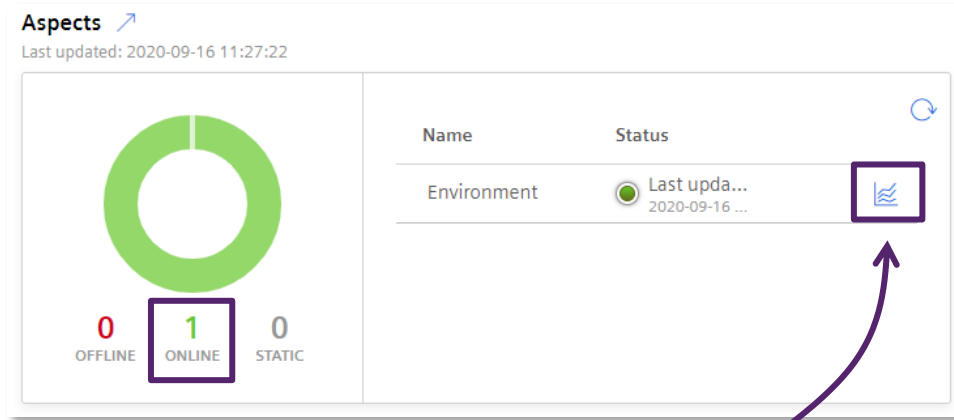 Aspects
Last updated: 2020-09-16 11:27:22
Name Status
Environment Last upda...
2020-09-16 ...
0 1 0
OFFLINE ONLINE STATIC